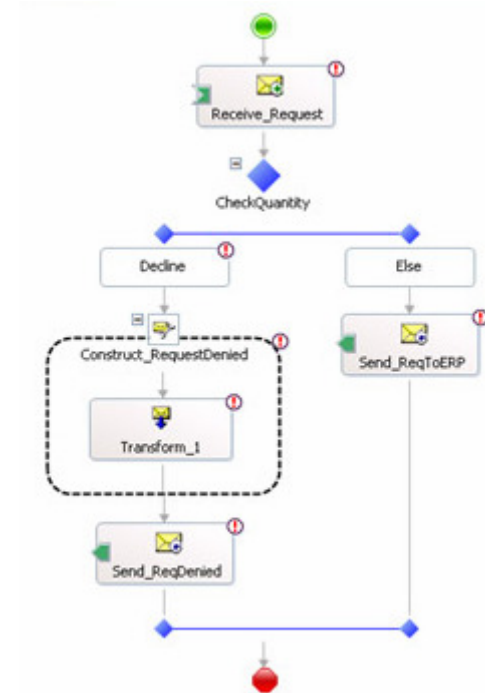 Receive_Request
CheckQuantity
Decline
Else
Construct_RequestDenied
Send_ReqToERP
Transform_1
Send_ReqDenied